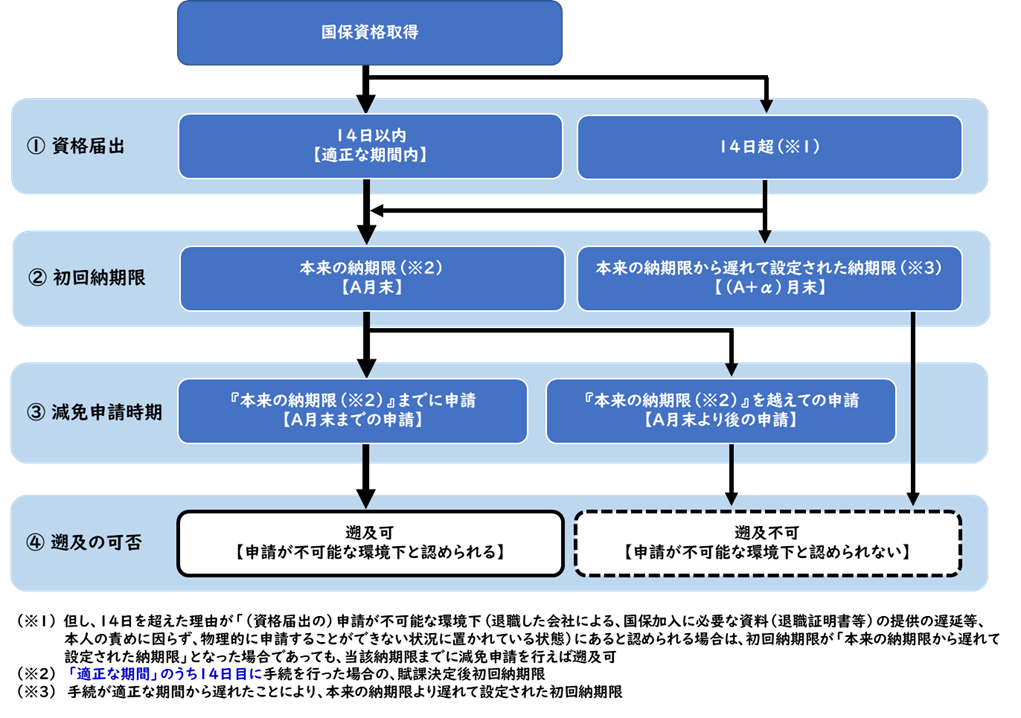 国保資格取得
① 資格届出
14日以内
【適正な期間内】
14日超(※1)
② 初回納期限
本来の納期限(※2)
【A月末】
本来の納期限から遅れて設定された納期限(※3)
【(A+α)月末】
③ 減免申請時期
『本来の納期限(※2)』までに申請
【A月末までの申請】
『本来の納期限(※2)』を越えての申請
【A月末より後の申請】
④ 遡及の可否
遡及可
【申請が不可能な環境下と認められる】
遡及不可
【申請が不可能な環境下と認められない】
(※1) 但し、14日を超えた理由が「(資格届出の)申請が不可能な環境下(退職した会社による、国保加入に必要な資料(退職証明書等)の提供の遅延等、
本人の責めに因らず、物理的に申請することができない状況に置かれている状態)にあると認められる場合は、初回納期限が「本来の納期限から遅れて
設定された納期限」となった場合であっても、当該納期限までに減免申請を行えば遡及可
(※2) 「適正な期間」のうち14日目に手続を行った場合の、賦課決定後初回納期限
(※3) 手続が適正な期間から遅れたことにより、本来の納期限より遅れて設定された初回納期限